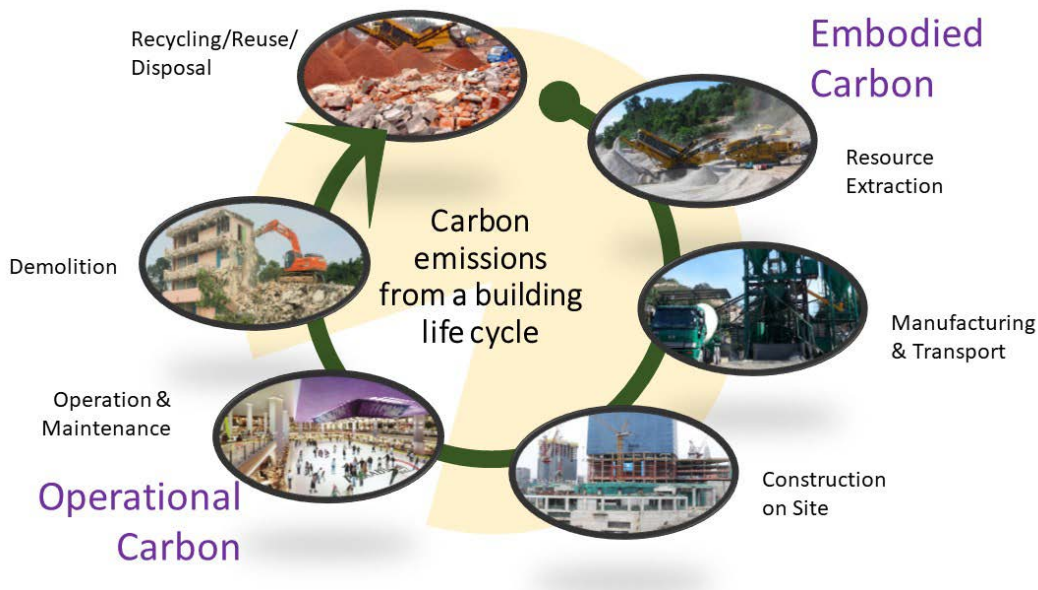 Recycling/Reuse/
Disposal
Embodied
Carbon
Resource
Extraction
Carbon
emissions
from a building
life cycle
Demolition
Manufacturing
& Transport
Operation &
Maintenance
Operational
Carbon
Construction
on Site